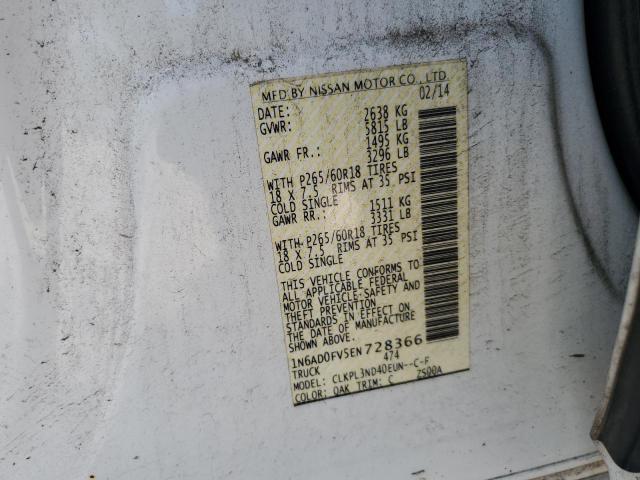 MFD.BY NISSAN MOTOR CO., LTD.
DATE: 02/14
GVWR: 2638 KG
5815 LB
GAWR FR.: 1495 KG
3296 LB
WITH P265/60R18 TIRES
18 X 7.5 RIMS AT 35 PSI
COLD SINGLE
GAWR RR.: 1511 KG
3331 LB
WITH P265/60R18 TIRES
18 X 7.5 RIMS AT 35 PSI
COLD SINGLE
THIS VEHICLE CONFORMS TO
ALL APPLICABLE FEDERAL
MOTOR VEHICLE-SAFETY AND
THEFT PREVENTION
STANDARDS IN EFFECT ON
THE DATE OF MANUFACTURE
SHOWN ABOVE.
1N6AD0FV5EN728366
TRUCK 474
MODEL: CLKPL3ND40EUN--C-F
COLOR: QAK TRIM: C 2500A